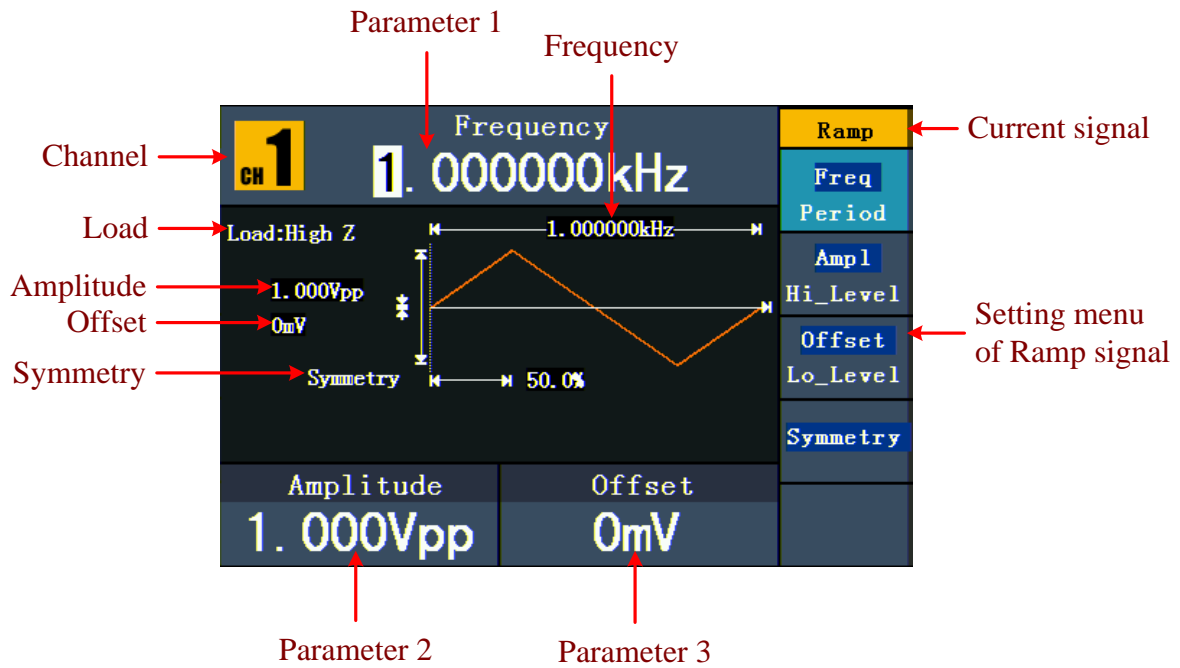 Parameter 1
Frequency
Channel
Load
Amplitude
Offset
Symmetry
CH 1
Frequency
1.000000kHz
Load:High Z
1.000000kHz
1.000Vpp
0mV
Symmetry
50.0%
Amplitude
1.000Vpp
Offset
0mV
Ramp
Freq
Period
Ampl
Hi_Level
Offset
Lo_Level
Symmetry
Current signal
Setting menu
of Ramp signal
Parameter 2
Parameter 3